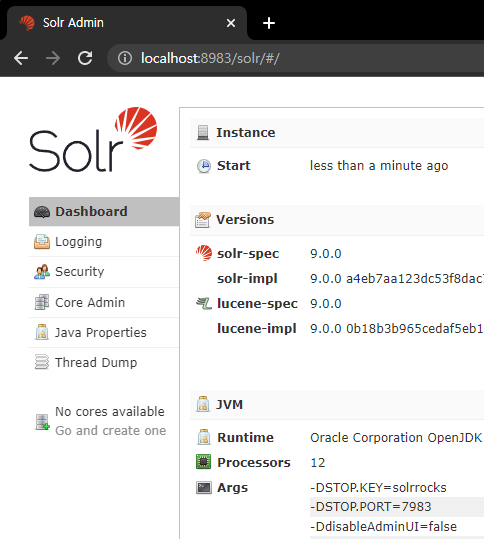 Solr Admin
localhost:8983/solr/#/
Solr
Dashboard
Logging
Security
Core Admin
Java Properties
Thread Dump
No cores available
Go and create one
Instance
Start less than a minute ago
Versions
solr-spec 9.0.0
solr-impl 9.0.0 a4eb7aa123dc53f8dac
lucene-spec 9.0.0
lucene-impl 9.0.0 0b18b3b965cedaf5eb1
JVM
Runtime Oracle Corporation OpenJDK
Processors 12
Args -DSTOP.KEY=solrrocks
-DSTOP.PORT=7983
-DdisableAdminUI=false